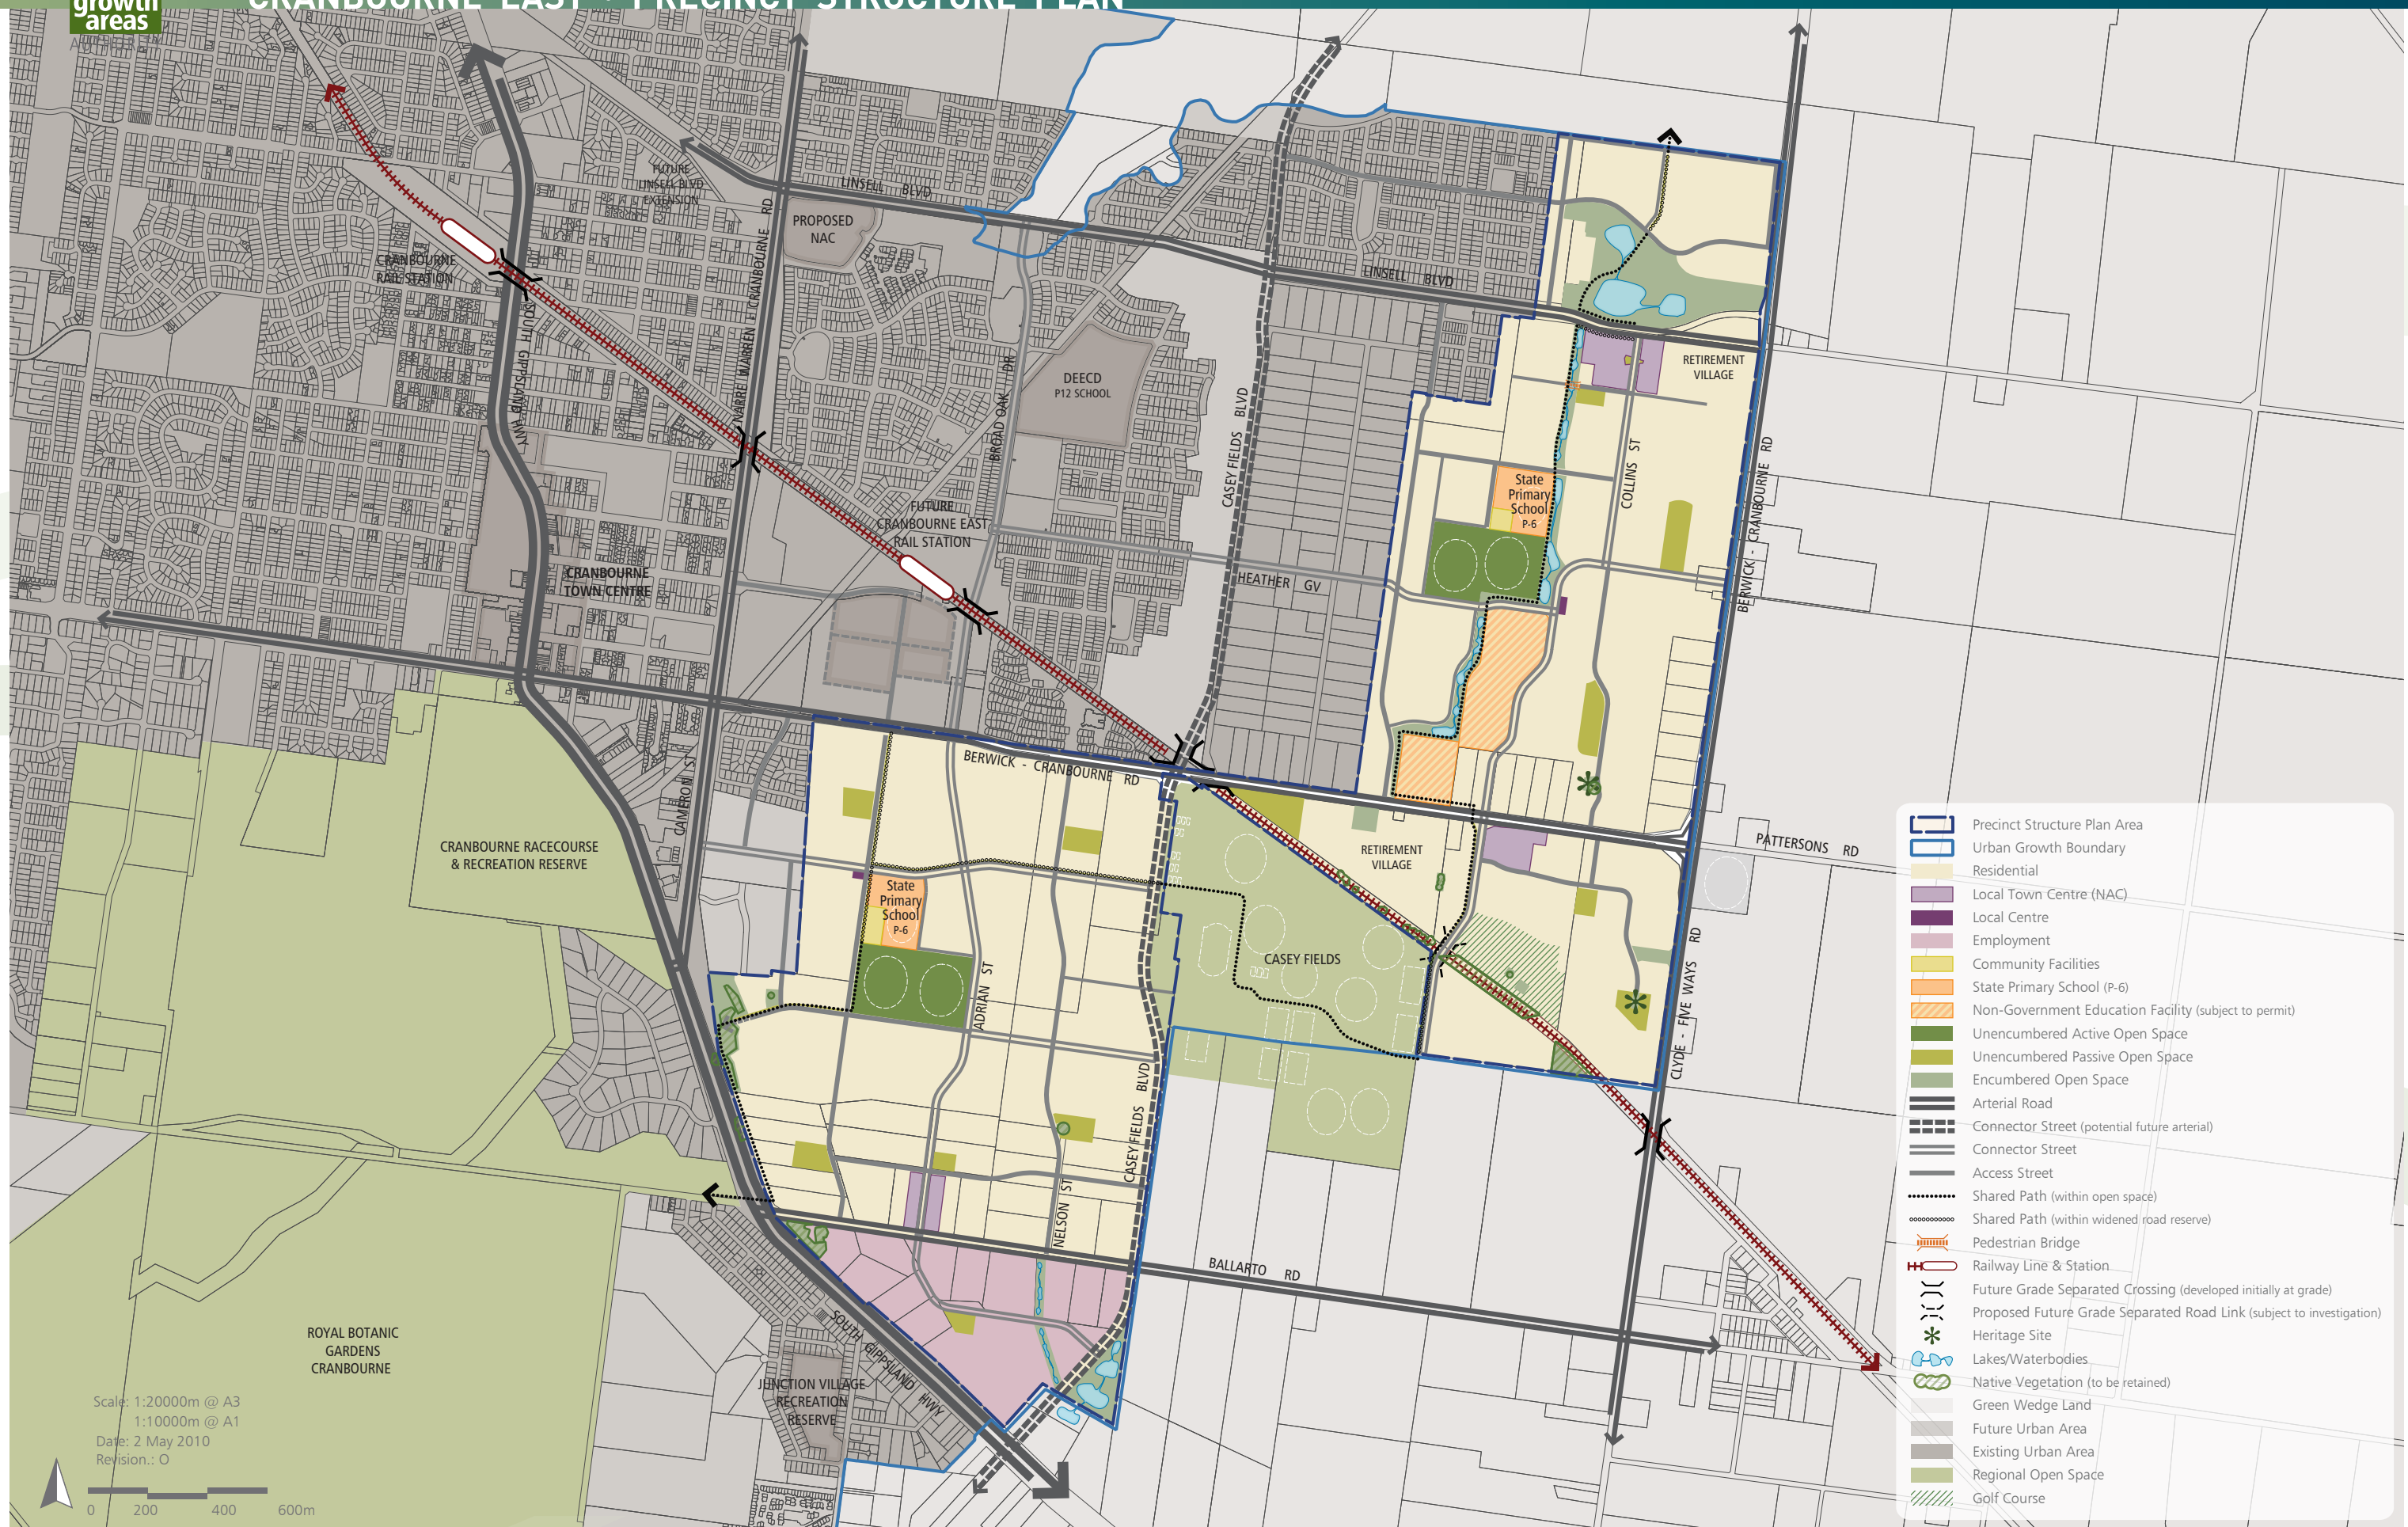 growth
areas
CRANBOURNE EAST - PRECINCT STRUCTURE PLAN
FUTURE
LINSELL BLVD
EXTENSION
LINSELL BLVD
PROPOSED
NAC
CRANBOURNE
RAIL STATION
SOUTH GIPPSLAND HWY
NARRE WARREN - CRANBOURNE RD
LINSELL BLVD
RETIREMENT
VILLAGE
DEECD
P12 SCHOOL
BROAD OAK DR
CASEY FIELDS BLVD
COLLINS ST
BERWICK - CRANBOURNE RD
State
Primary
School
P-6
FUTURE
CRANBOURNE EAST
RAIL STATION
CRANBOURNE
TOWN CENTRE
HEATHER GV
BERWICK - CRANBOURNE RD
CAMERON ST
CRANBOURNE RACECOURSE
& RECREATION RESERVE
RETIREMENT
VILLAGE
PATTERSONS RD
State
Primary
School
P-6
CASEY FIELDS
ADRIAN ST
CLYDE - FIVE WAYS RD
CASEY FIELDS BLVD
NELSON ST
BALLARTO RD
SOUTH GIPPSLAND HWY
ROYAL BOTANIC
GARDENS
CRANBOURNE
JUNCTION VILLAGE
RECREATION
RESERVE
Scale: 1:20000m @ A3
1:10000m @ A1
Date: 2 May 2010
Revision.: O
0 200 400 600m
Precinct Structure Plan Area
Urban Growth Boundary
Residential
Local Town Centre (NAC)
Local Centre
Employment
Community Facilities
State Primary School (P-6)
Non-Government Education Facility (subject to permit)
Unencumbered Active Open Space
Unencumbered Passive Open Space
Encumbered Open Space
Arterial Road
Connector Street (potential future arterial)
Connector Street
Access Street
Shared Path (within open space)
Shared Path (within widened road reserve)
Pedestrian Bridge
Railway Line & Station
Future Grade Separated Crossing (developed initially at grade)
Proposed Future Grade Separated Road Link (subject to investigation)
Heritage Site
Lakes/Waterbodies
Native Vegetation (to be retained)
Green Wedge Land
Future Urban Area
Existing Urban Area
Regional Open Space
Golf Course